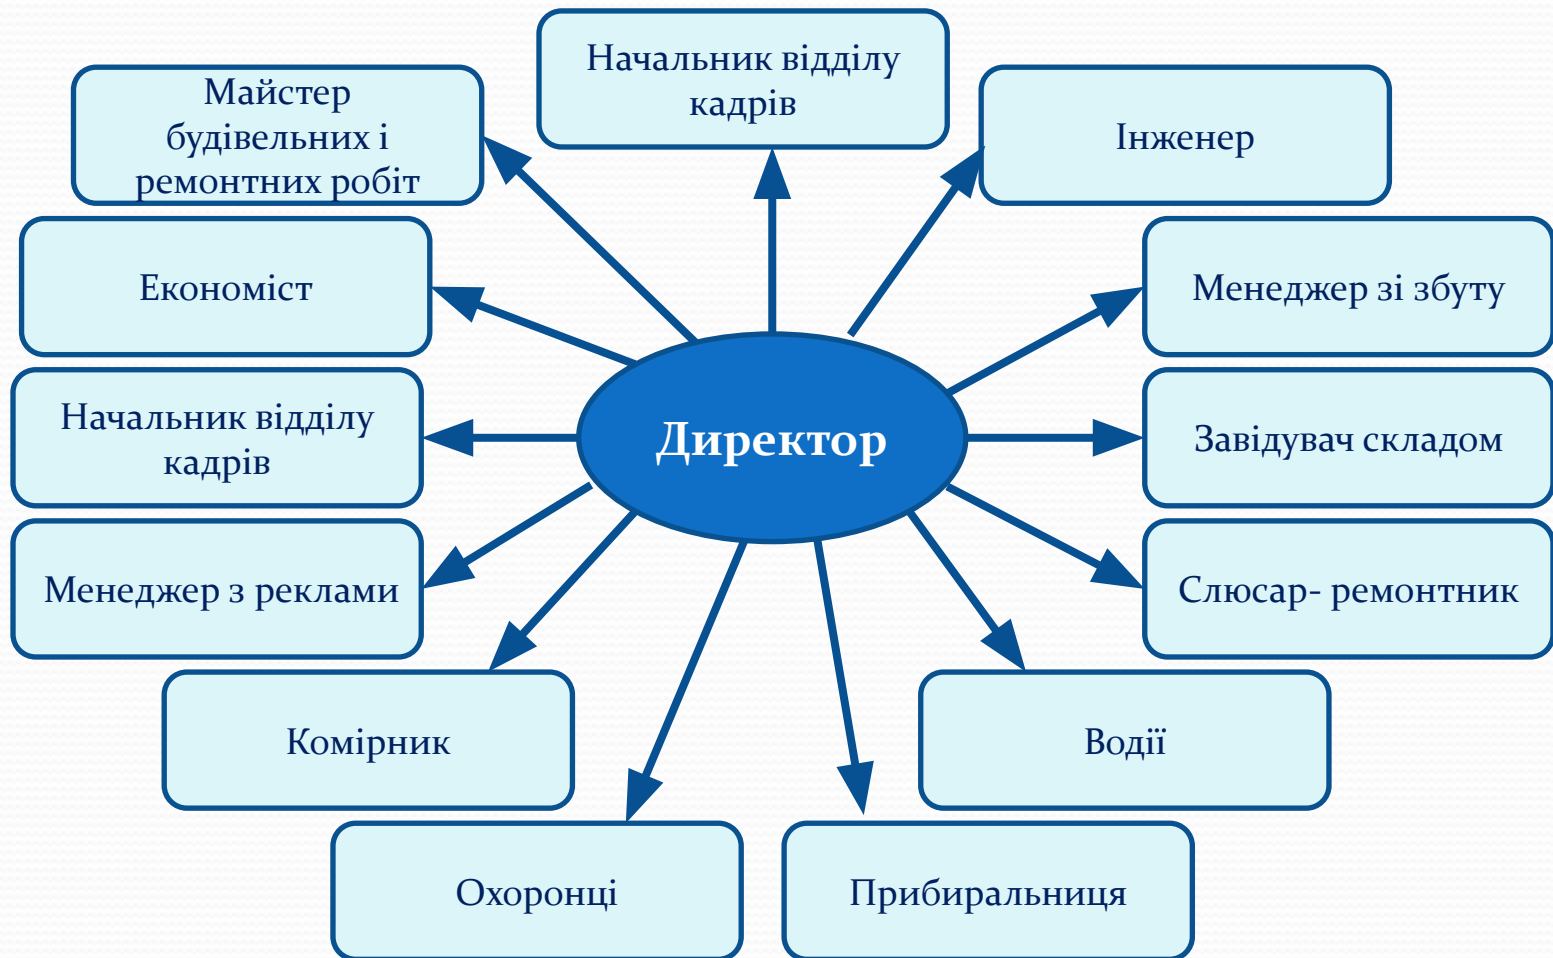 Начальник відділу
кадрів
Майстер
будівельних і
ремонтних робіт
Інженер
Економіст
Менеджер зі збуту
Начальник відділу
кадрів
Директор
Завідувач складом
Менеджер з реклами
Слюсар- ремонтник
Комірник
Водії
Охоронці
Прибиральниця